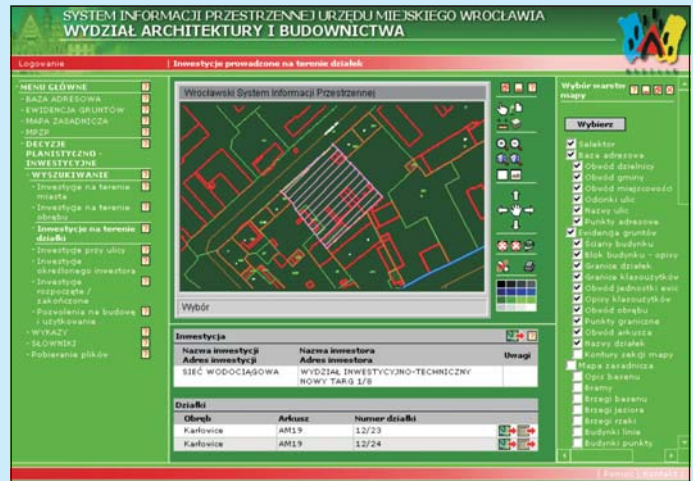 SYSTEM INFORMACJI PRZESTRZENNEJ URZĘDU MIEJSKIEGO WROCŁAWIA
WYDZIAŁ ARCHITEKTURY I BUDOWNICTWA
Logowanie
| Inwestycje prowadzone na terenie działek
MENU GŁÓWNE
BAZA ADRESOWA
EWIDENCJA GRUNTÓW
MAPA ZASADNICZA
MPZP
DECYZJE
PLANISTYCZNO -
INWESTYCYJNE
WYSZUKIWANIE
Inwestycje na terenie
miasta
Inwestycje na terenie
obrębu
Inwestycje na terenie
działki
Inwestycje przy ulicy
Inwestycje
określonego inwestora
Inwestycje
rozpoczęte /
zakończone
Pozwolenia na budowę
i użytkowanie
WYKAZY
SŁOWNIKI
Pobieranie plików
Wrocławski System Informacji Przestrzennej
Wybór
Inwestycja
Nazwa inwestycji
Adres inwestycji
Nazwa inwestora
Adres inwestora
Uwagi
SIEĆ WODOCIĄGOWA
WYDZIAŁ INWESTYCYJNO-TECHNICZNY
NOWY TARG 1/8
Działki
Obręb Arkusz Numer działki
Karłowice AM19 12/23
Karłowice AM19 12/24
Wybór warstw
mapy
Wybierz
Selektor
Baza adresowa
Obwód dzielnicy
Obwód gminy
Obwód miejscowości
Odcinki ulic
Nazwy ulic
Punkty adresowe
Ewidencja gruntów
Ściany budynku
Blok budynku - opisy
Granice działek
Granice klasoużytków
Obwód jednostki ewic
Opisy klasoużytków
Obwód obrębu
Punkty graniczne
Obwód arkusza
Nazwy działek
Kontury sekcji mapy
Mapa zasadnicza
Opis basenu
Bramy
Brzegi basenu
Brzegi jeziora
Brzegi rzeki
Budynki linie
Budynki punkty
| Pomoc | Kontakt |